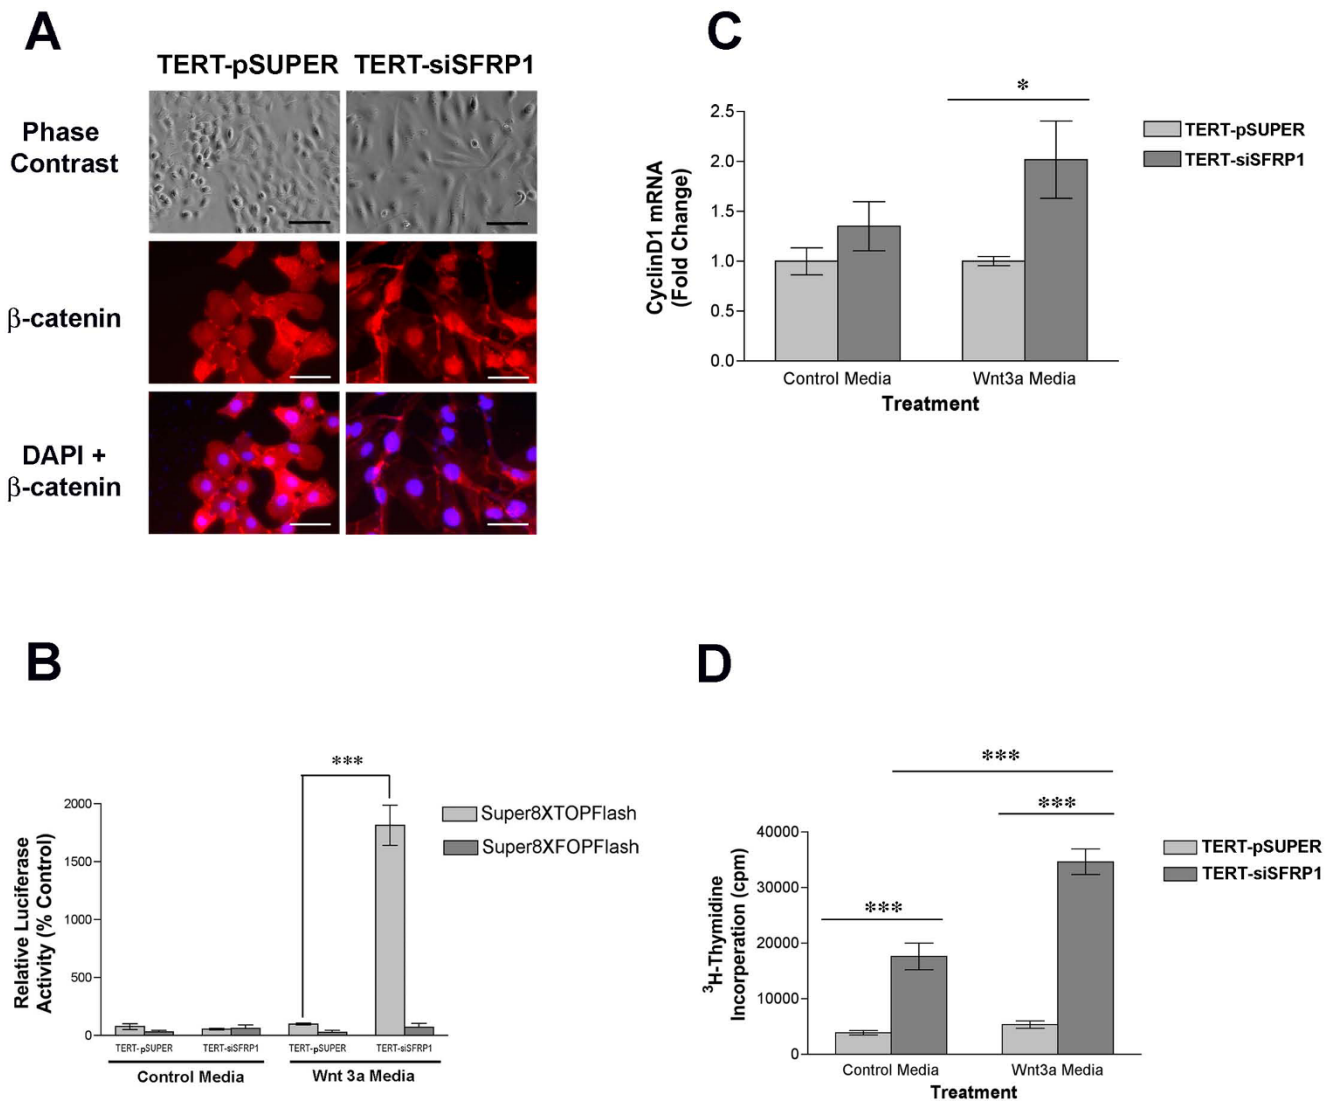 A
TERT-pSUPER TERT-siSFRP1
Phase
Contrast
β-catenin
DAPI +
β-catenin
C
*
2.5
2.0
1.5
1.0
0.5
0.0
CyclinD1 mRNA
(Fold Change)
Control Media Wnt3a Media
Treatment
TERT-pSUPER
TERT-siSFRP1
B
***
2000
1500
1000
500
0
Relative Luciferase
Activity (% Control)
TERT-pSUPER TERT-siSFRP1 TERT-pSUPER TERT-siSFRP1
Control Media Wnt 3a Media
Super8XTOPFlash
Super8XFOPFlash
D
***
***
***
40000
30000
20000
10000
0
³H-Thymidine
Incorperation (cpm)
Control Media Wnt3a Media
Treatment
TERT-pSUPER
TERT-siSFRP1